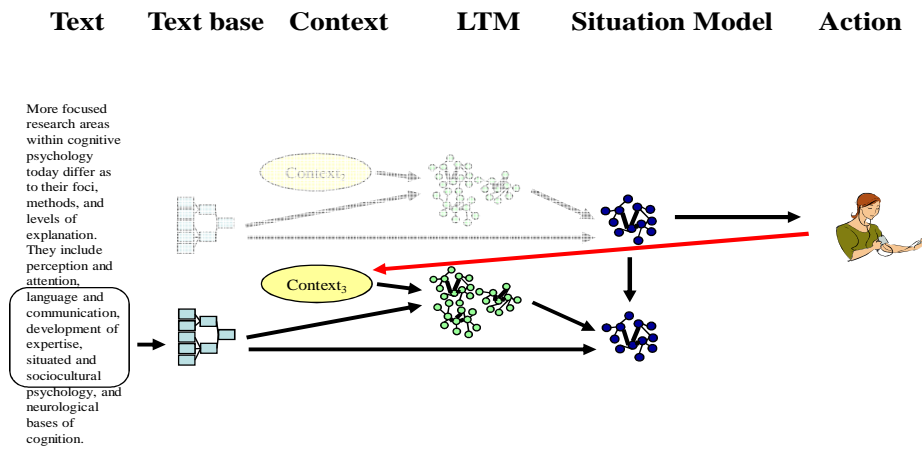 Text Text base Context LTM Situation Model Action
More focused
research areas
within cognitive
psychology
today differ as
to their foci,
methods, and
levels of
explanation.
They include
perception and
attention,
language and
communication,
development of
expertise,
situated and
sociocultural
psychology, and
neurological
bases of
cognition.
Context
Context3